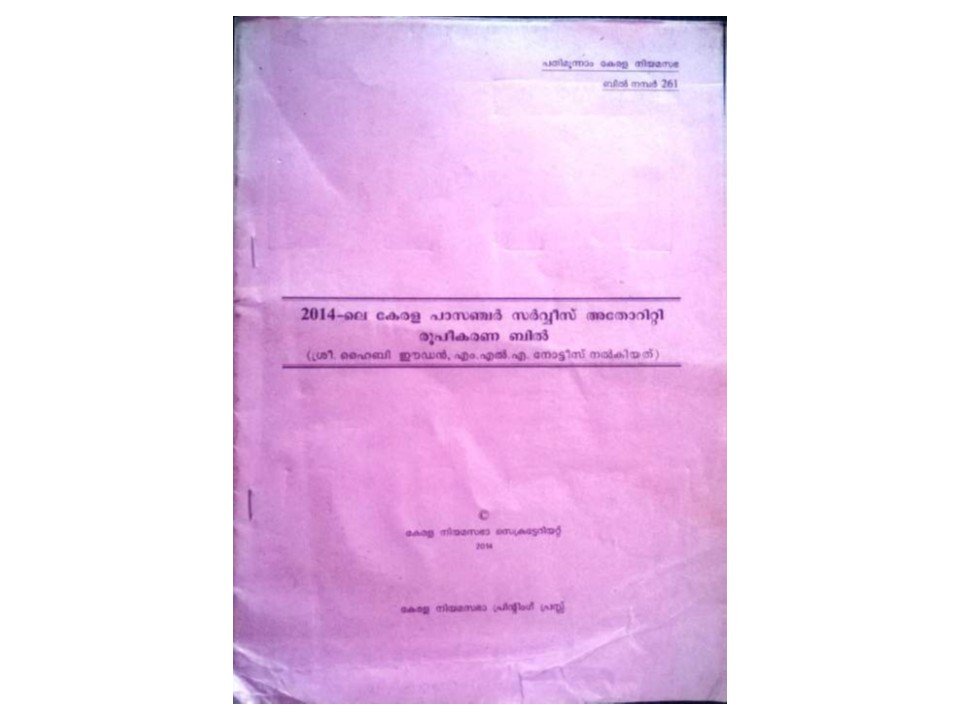 പതിമൂന്നാം കേരള നിയമസഭ
ബിൽ നമ്പർ 261
2014-ലെ കേരള പാസഞ്ചർ സർവ്വീസ് അതോറിറ്റി
രൂപീകരണ ബിൽ
(ശ്രീ. ഹൈബി ഈഡൻ, എം.എൽ.എ. നോട്ടീസ് നൽകിയത്)
©
കേരള നിയമസഭാ സെക്രട്ടേറിയറ്റ്
2014
കേരള നിയമസഭാ പ്രിന്റിംഗ് പ്രസ്സ്